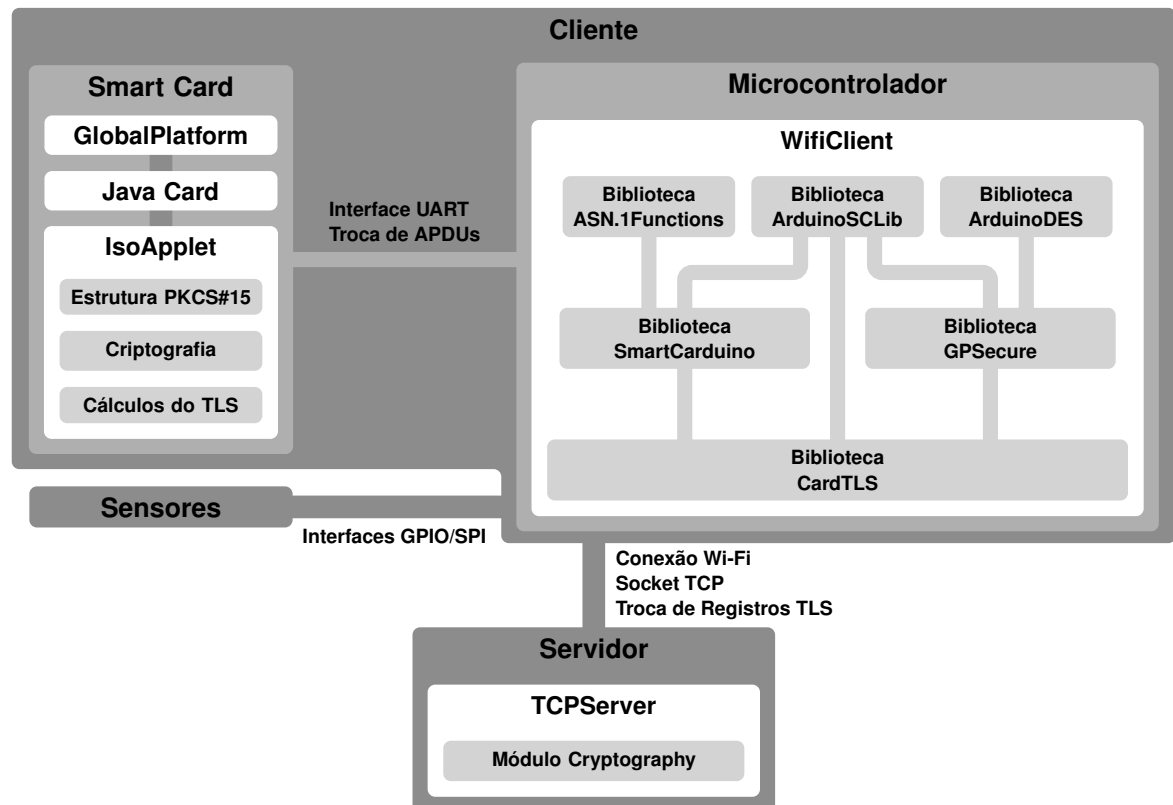 Cliente
Smart Card
GlobalPlatform
Java Card
IsoApplet
Estrutura PKCS#15
Criptografia
Cálculos do TLS
Interface UART
Troca de APDUs
Microcontrolador
WifiClient
Biblioteca
ASN.1Functions
Biblioteca
ArduinoSCLib
Biblioteca
ArduinoDES
Biblioteca
SmartCarduino
Biblioteca
GPSecure
Biblioteca
CardTLS
Sensores
Interfaces GPIO/SPI
Conexão Wi-Fi
Socket TCP
Troca de Registros TLS
Servidor
TCPServer
Módulo Cryptography